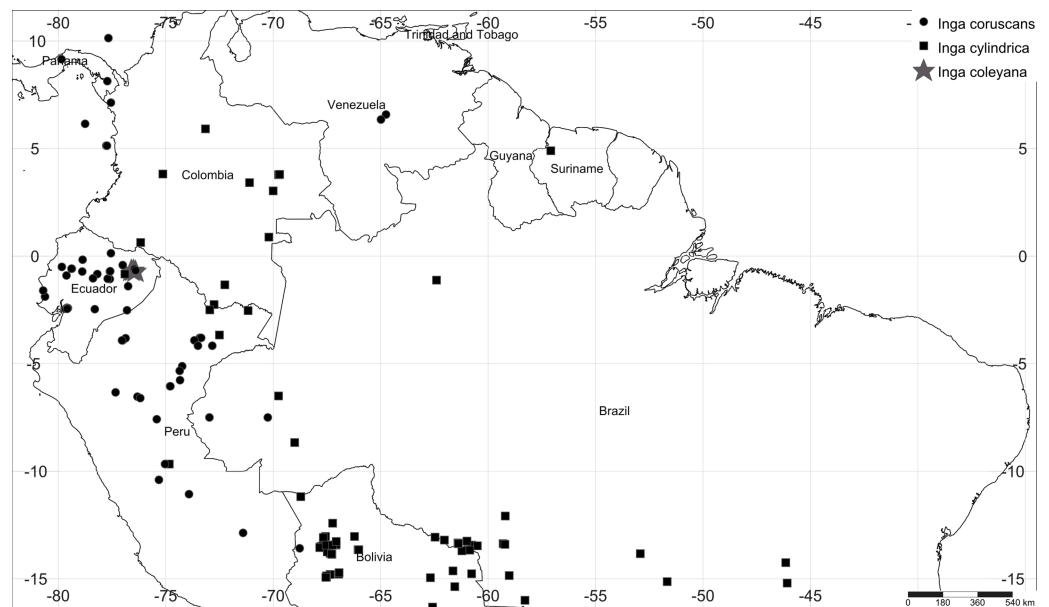 -80 -75 -70 -65 -60 -55 -50 -45
Inga coruscans
Inga cylindrica
Inga coleyana
Trinidad and Tobago
10
Panama
Venezuela
5 Guyana 5
Suriname
Colombia
0 0
Ecuador
-5 -5
Brazil
Peru
-10 -10
Bolivia
-15 -15
-80 -75 -70 -65 -60 -55 -50 -45
0 180 360 540 km